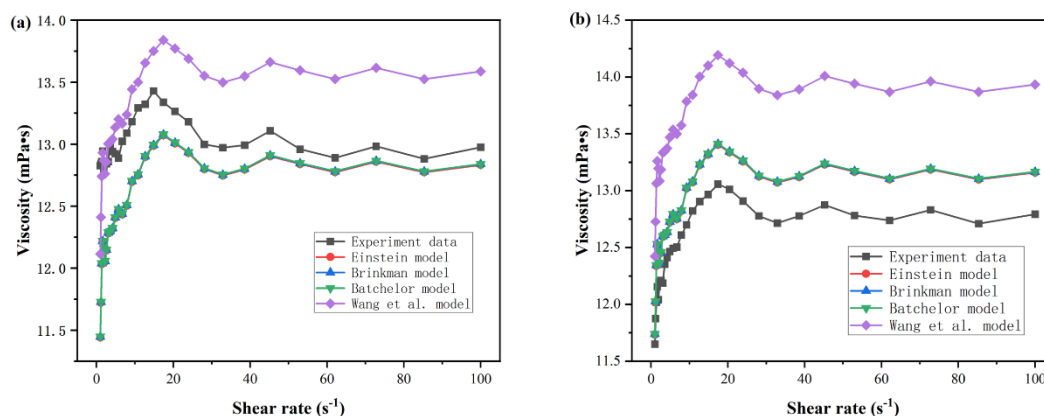 (a)
14.0
13.5
13.0
12.5
12.0
11.5
Viscosity (mPa•s)
0 20 40 60 80 100
Shear rate (s-1)
Experiment data
Einstein model
Brinkman model
Batchelor model
Wang et al. model
(b)
14.5
14.0
13.5
13.0
12.5
12.0
11.5
Viscosity (mPa•s)
0 20 40 60 80 100
Shear rate (s-1)
Experiment data
Einstein model
Brinkman model
Batchelor model
Wang et al. model